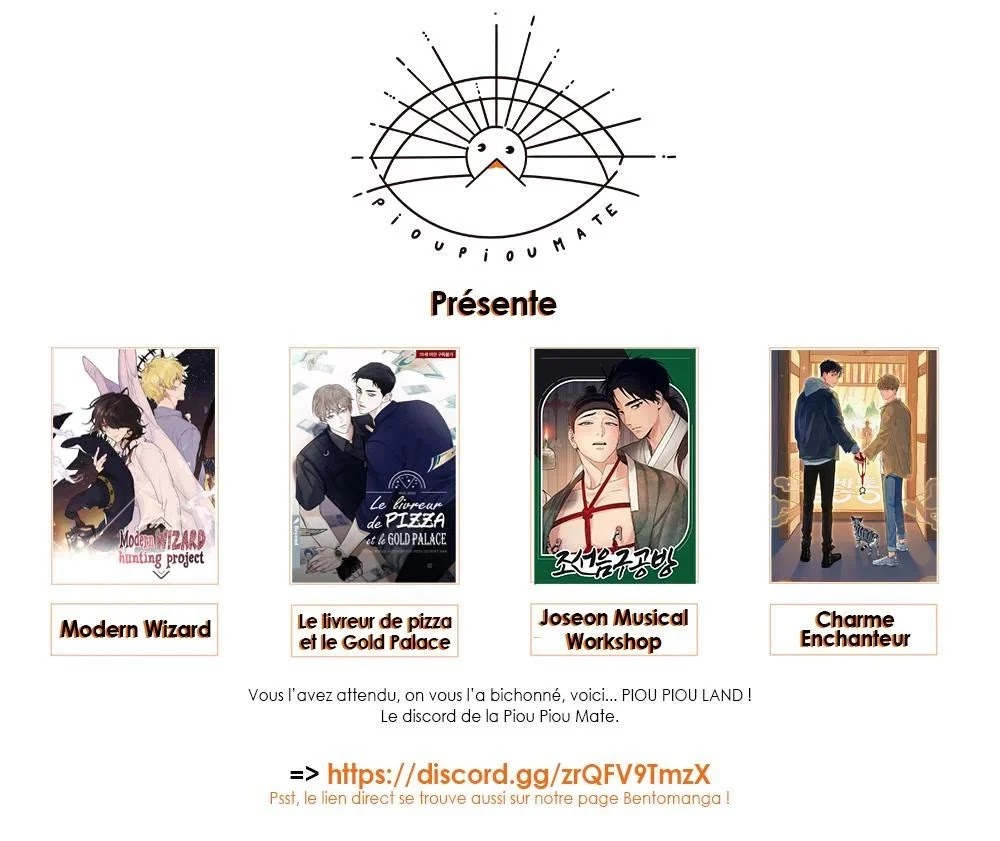 PIOUPIOUMATE
Présente
Modern WIZARD
hunting project
Le livreur
de PIZZA
et le GOLD PALACE
조선음구공방
Modern Wizard
Le livreur de pizza
et le Gold Palace
Joseon Musical
Workshop
Charme
Enchanteur
Vous l'avez attendu, on vous l'a bichonné, voici... PIOU PIOU LAND !
Le discord de la Piou Piou Mate.
=> https://discord.gg/zrQFV9TmzX
Psst, le lien direct se trouve aussi sur notre page Bentomanga !